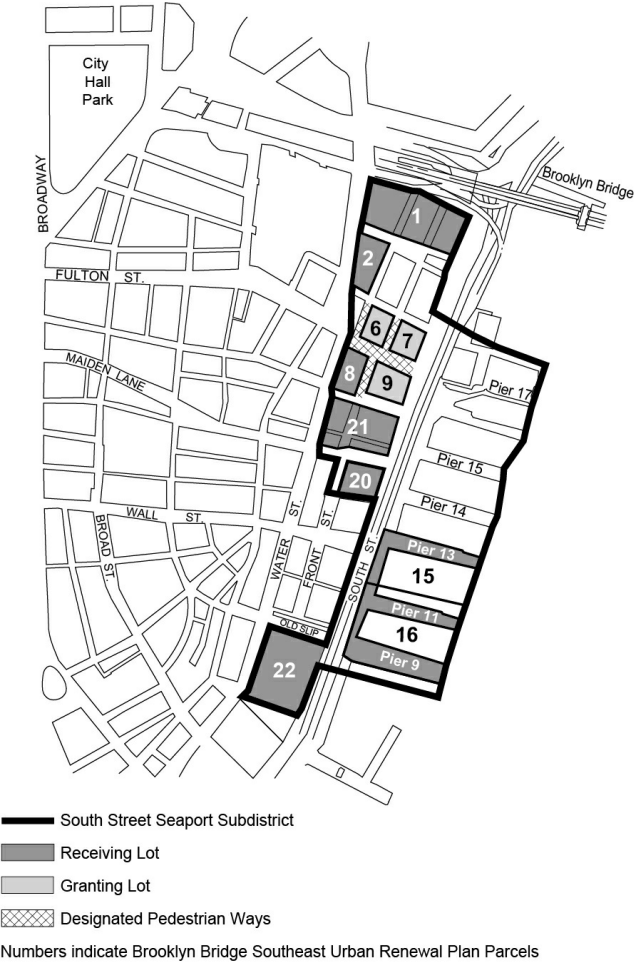 City
Hall
Park
BROADWAY
Brooklyn Bridge
1
2
FULTON ST.
6
7
MAIDEN LANE
8
9
Pier 17
21
Pier 15
20
WALL ST.
Pier 14
BROAD ST.
WATER ST.
FRONT ST.
SOUTH ST.
Pier 13
15
Pier 11
16
OLD SLIP
Pier 9
22
South Street Seaport Subdistrict
Receiving Lot
Granting Lot
Designated Pedestrian Ways
Numbers indicate Brooklyn Bridge Southeast Urban Renewal Plan Parcels